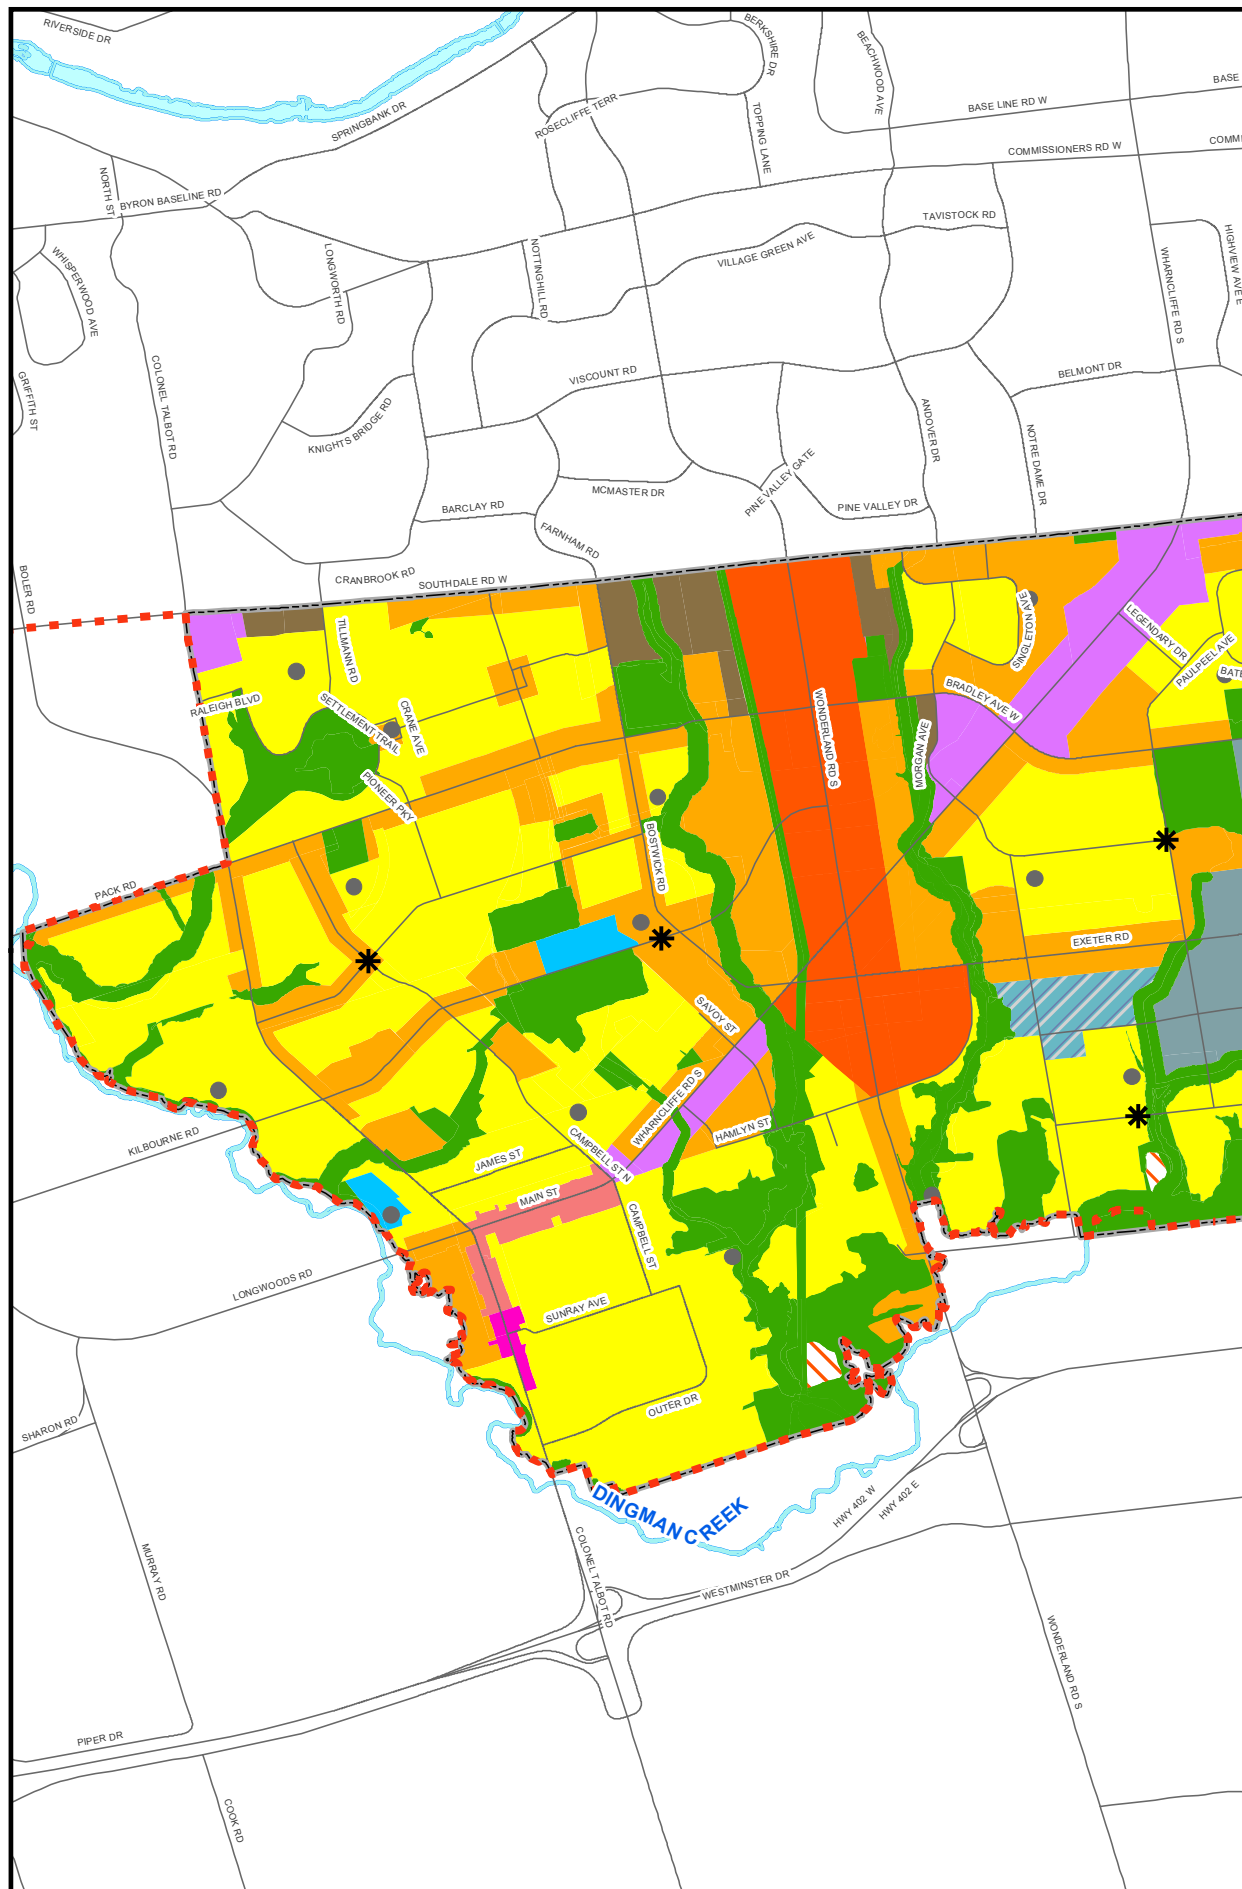 RIVERSIDE DR
BERKSHIRE DR
BEACHWOOD AVE
BASE
BASE LINE RD W
SPRINGBANK DR
ROSECLIFFE TERR
TOPPING LANE
COMMISSIONERS RD W
COMMI
NORTH ST
BYRON BASELINE RD
TAVISTOCK RD
VILLAGE GREEN AVE
WHISPERWOOD AVE
LONGWORTH RD
NOTTINGHILL RD
WHARNCLIFFE RD S
HIGHVIEW AVE E
COLONEL TALBOT RD
VISCOUNT RD
BELMONT DR
GRIFFITH ST
KNIGHTS BRIDGE RD
ANDOVER DR
NOTRE DAME DR
PINE VALLEY GATE
MCMASTER DR
BARCLAY RD
PINE VALLEY DR
FARNHAM RD
BOLER RD
CRANBROOK RD
SOUTHDALE RD W
TILLMANN RD
SINGLETON AVE
LEGENDARY DR
PAULPEEL AVE
BATE
RALEIGH BLVD
SETTLEMENT TRAIL
CRANE AVE
BRADLEY AVE W
WONDERLAND RD S
MORGAN AVE
PIONEER PKY
BOSTWICK RD
PACK RD
EXETER RD
SAVOY ST
WHARNCLIFFE RD S
HAMLYN ST
KILBOURNE RD
JAMES ST
CAMPBELL ST N
MAIN ST
CAMPBELL ST
LONGWOODS RD
SUNRAY AVE
OUTER DR
SHARON RD
DINGMAN CREEK
HWY 402 W
HWY 402 E
MURRAY RD
COLONEL TALBOT RD
WESTMINSTER DR
WONDERLAND RD S
PIPER DR
COOK RD